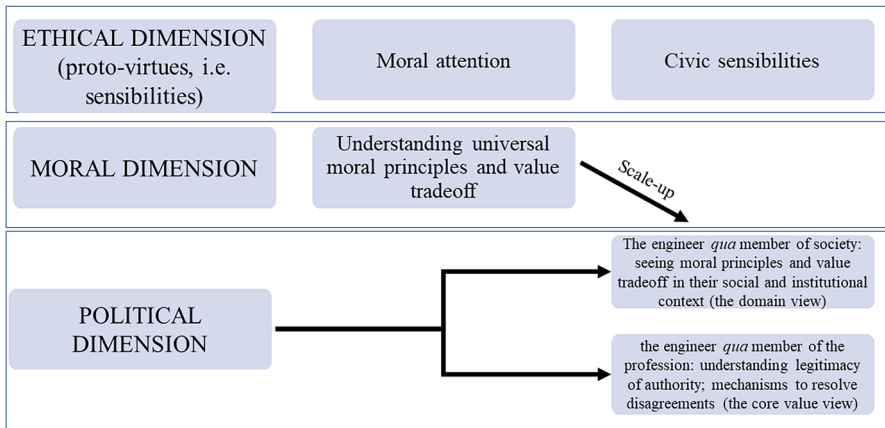 ETHICAL DIMENSION
(proto-virtues, i.e.
sensibilities)
Moral attention
Civic sensibilities
MORAL DIMENSION
Understanding universal
moral principles and value
tradeoff
Scale-up
POLITICAL
DIMENSION
The engineer qua member of society:
seeing moral principles and value
tradeoff in their social and institutional
context (the domain view)
the engineer qua member of the
profession: understanding legitimacy
of authority; mechanisms to resolve
disagreements (the core value view)